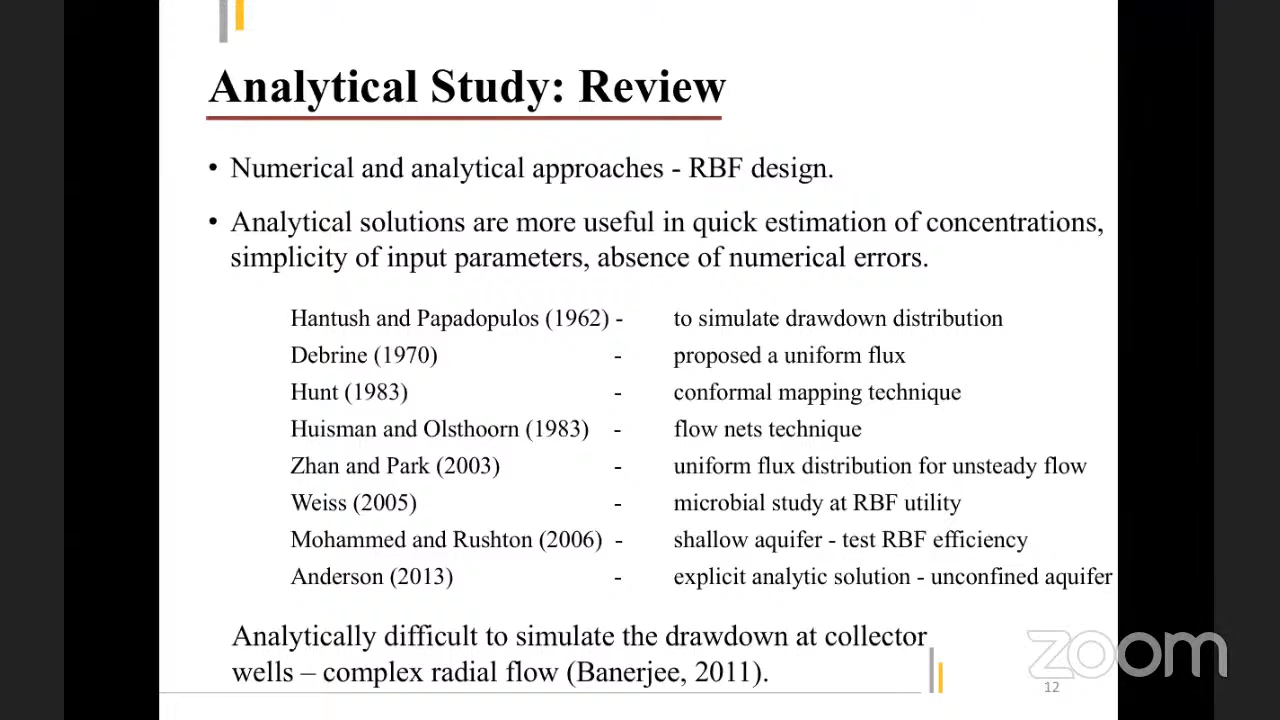 Analytical Study: Review
• Numerical and analytical approaches - RBF design.
• Analytical solutions are more useful in quick estimation of concentrations,
simplicity of input parameters, absence of numerical errors.
Hantush and Papadopulos (1962) - to simulate drawdown distribution
Debrine (1970) - proposed a uniform flux
Hunt (1983) - conformal mapping technique
Huisman and Olsthoorn (1983) - flow nets technique
Zhan and Park (2003) - uniform flux distribution for unsteady flow
Weiss (2005) - microbial study at RBF utility
Mohammed and Rushton (2006) - shallow aquifer - test RBF efficiency
Anderson (2013) - explicit analytic solution - unconfined aquifer
Analytically difficult to simulate the drawdown at collector
wells – complex radial flow (Banerjee, 2011).
zoom
12